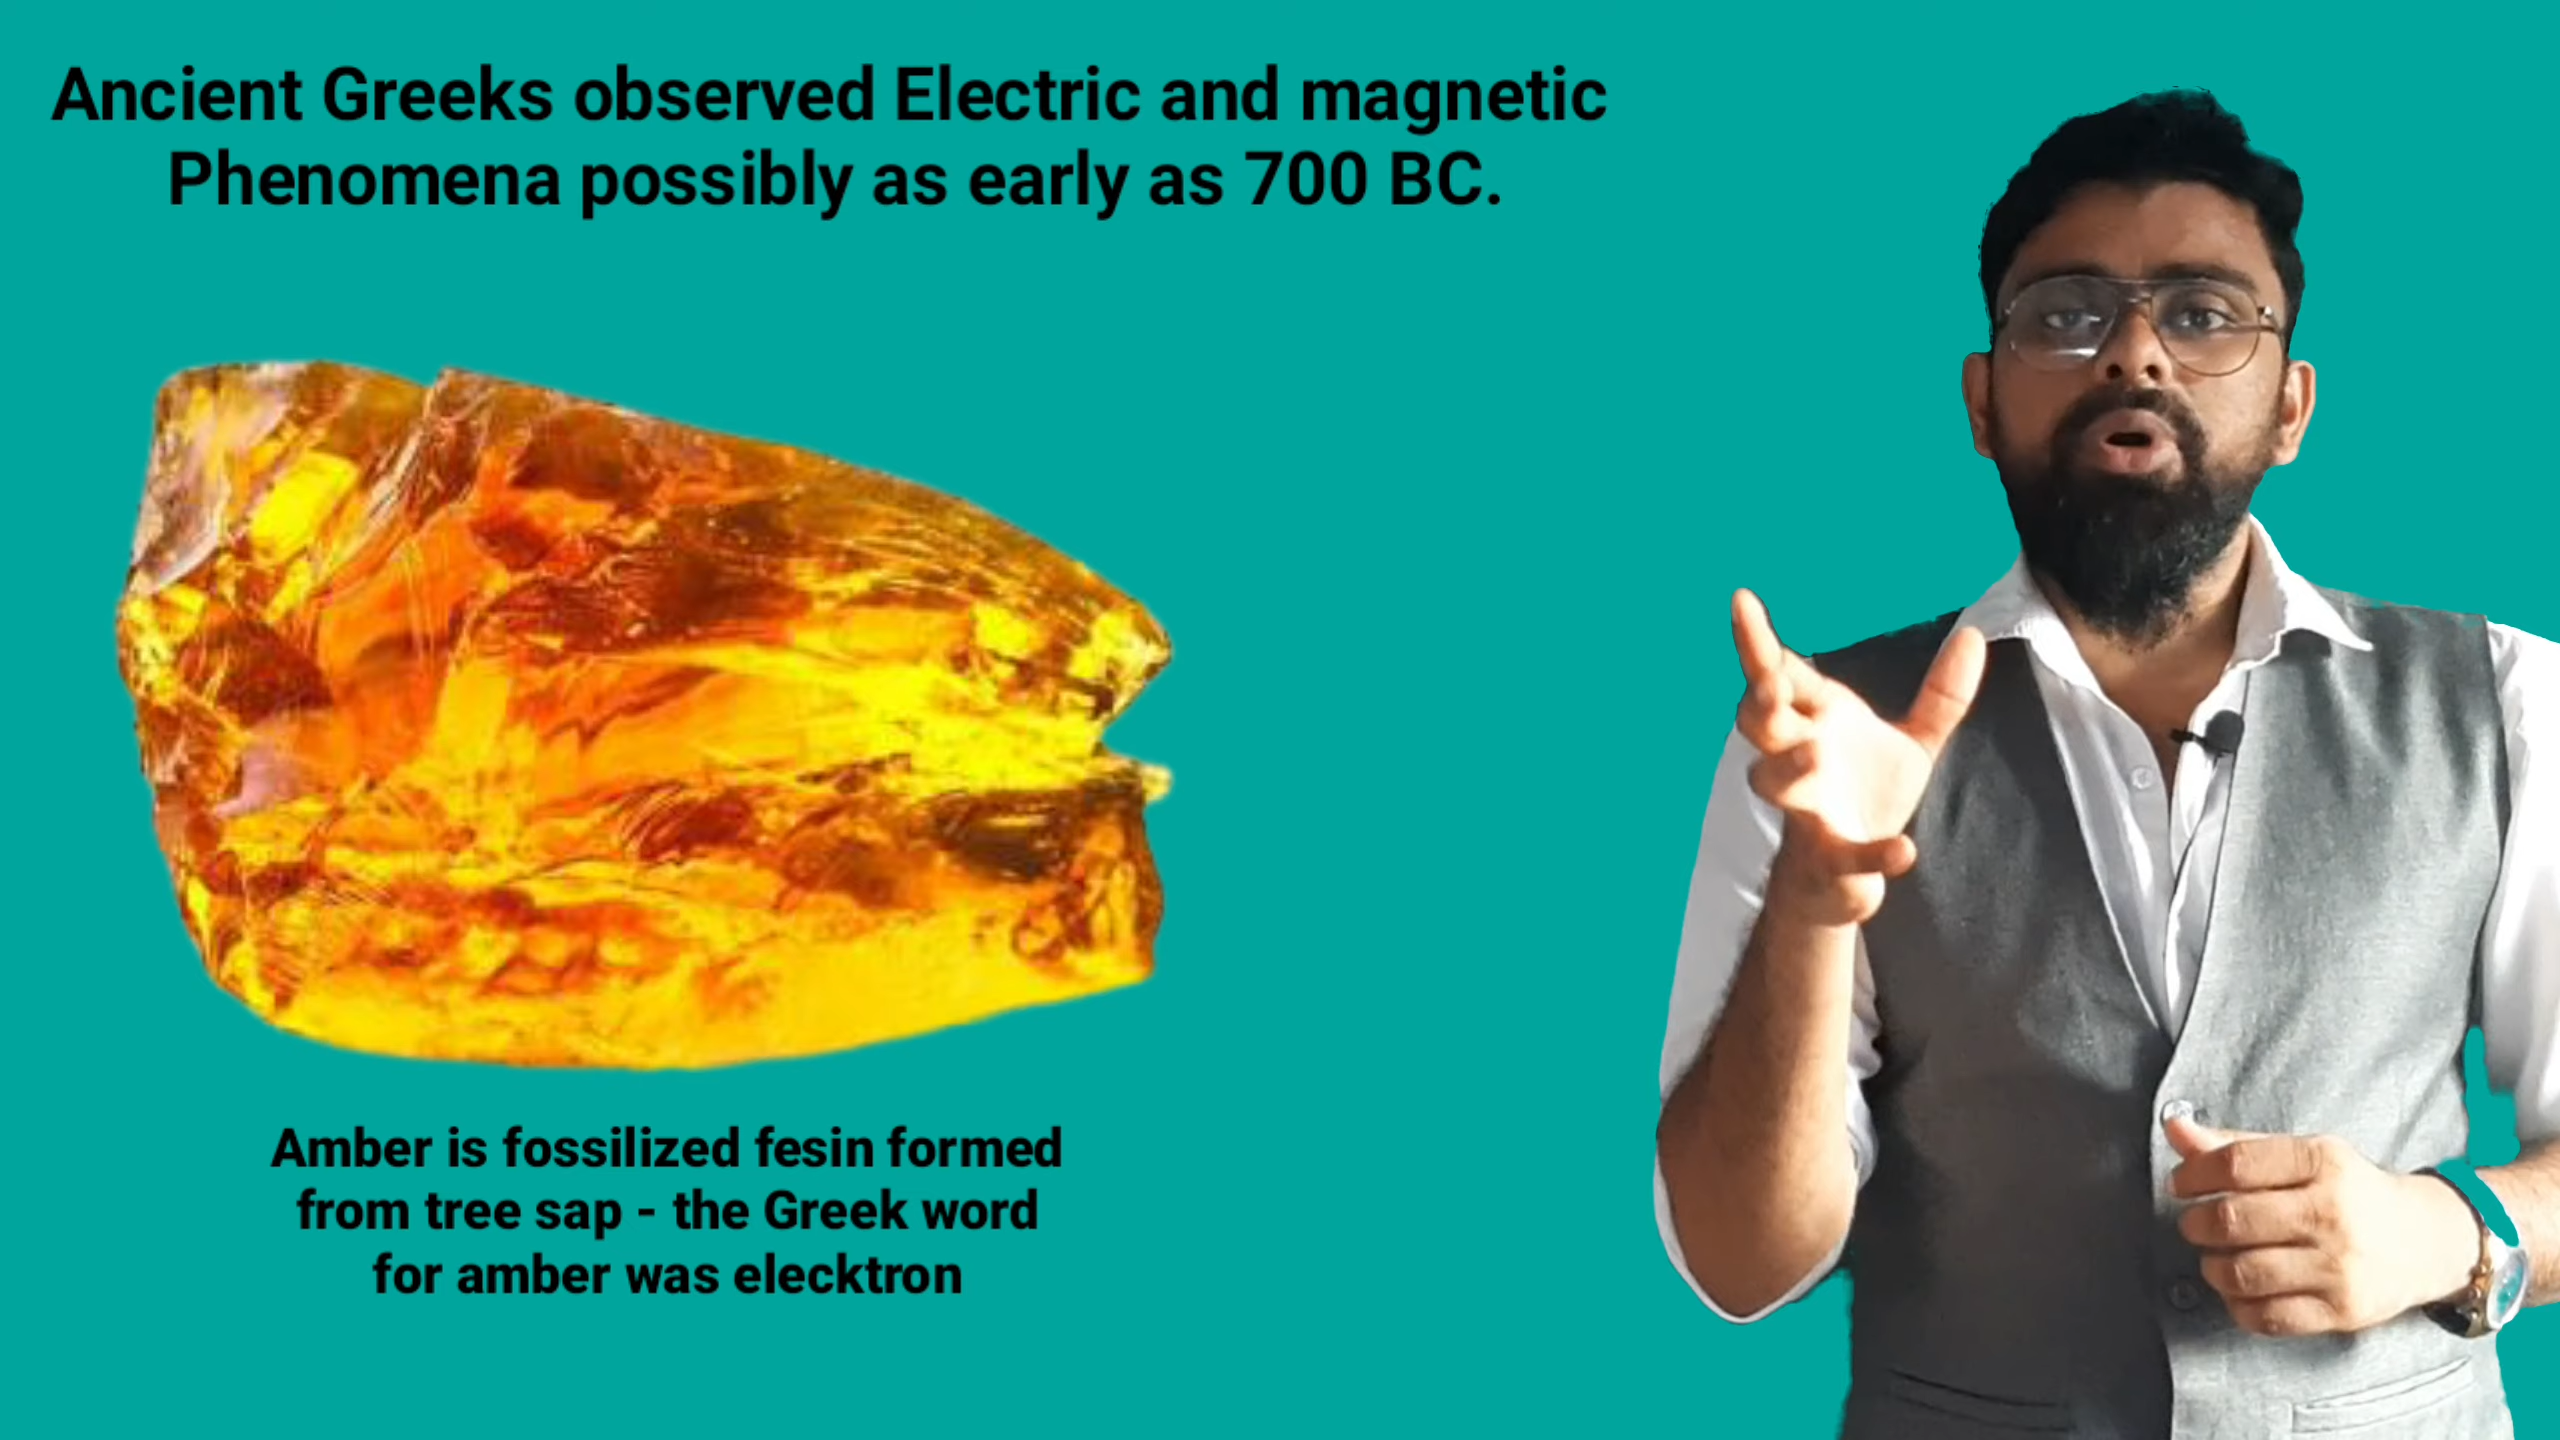 Ancient Greeks observed Electric and magnetic
Phenomena possibly as early as 700 BC.
Amber is fossilized fesin formed
from tree sap - the Greek word
for amber was elecktron